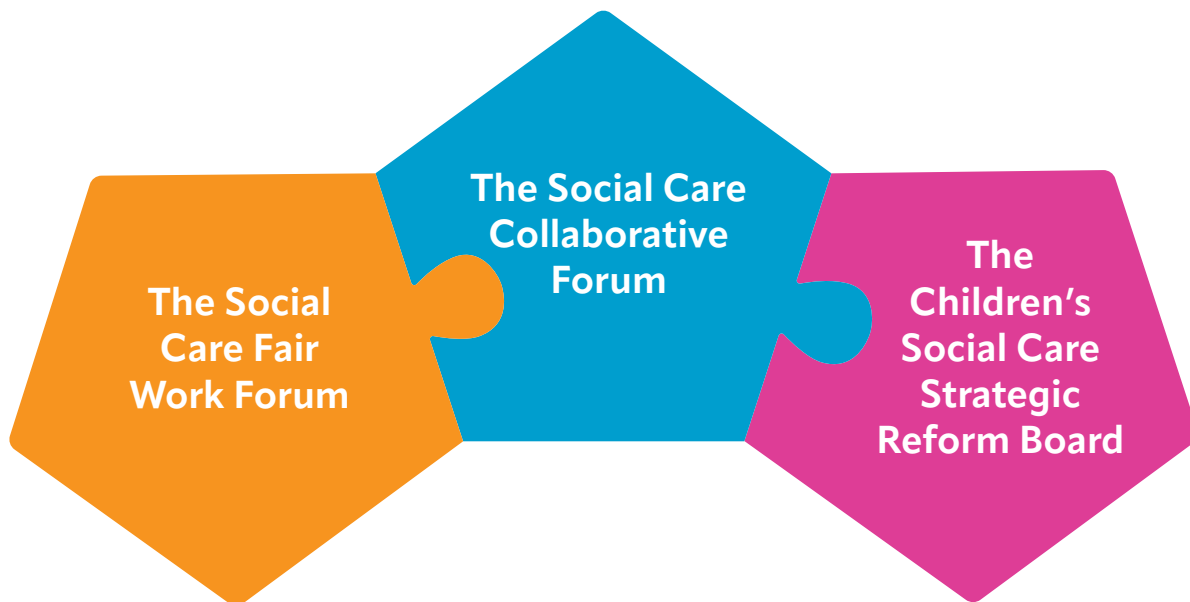 The Social
Care Fair
Work Forum
The Social Care
Collaborative
Forum
The
Children’s
Social Care
Strategic
Reform Board